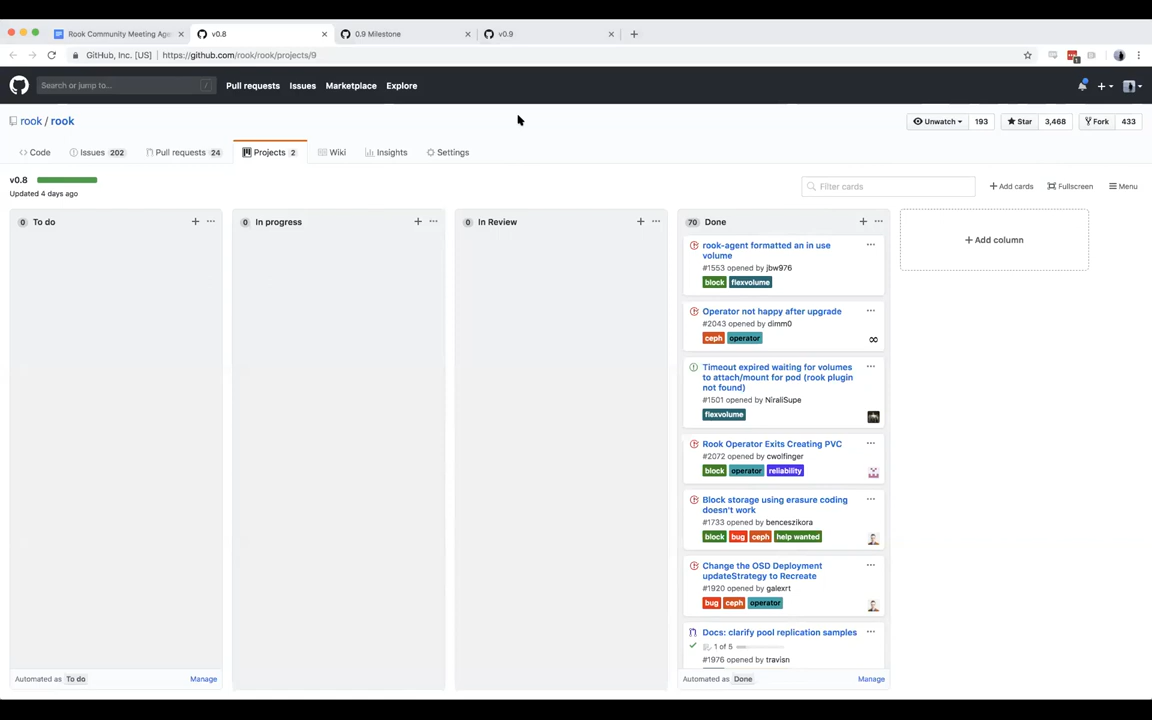 Rook Community Meeting Age
v0.8
0.9 Milestone
v0.9
GitHub, Inc. [US]
https://github.com/rook/rook/projects/9
Search or jump to...
/
Pull requests
Issues
Marketplace
Explore
rook / rook
Unwatch
193
Star
3,468
Fork
433
Code
Issues 202
Pull requests 24
Projects 2
Wiki
Insights
Settings
v0.8
Updated 4 days ago
Filter cards
Add cards
Fullscreen
Menu
0 To do
0 In progress
0 In Review
70 Done
Add column
rook-agent formatted an in use
volume
#1553 opened by jbw976
block flexvolume
Operator not happy after upgrade
#2043 opened by dimm0
ceph operator
Timeout expired waiting for volumes
to attach/mount for pod (rook plugin
not found)
#1501 opened by NiraliSupe
flexvolume
Rook Operator Exits Creating PVC
#2072 opened by cwolfinger
block operator reliability
Block storage using erasure coding
doesn't work
#1733 opened by benceszikora
block bug ceph help wanted
Change the OSD Deployment
updateStrategy to Recreate
#1920 opened by galexrt
bug ceph operator
Docs: clarify pool replication samples
1 of 5
#1976 opened by travisn
Automated as To do
Manage
Automated as Done
Manage